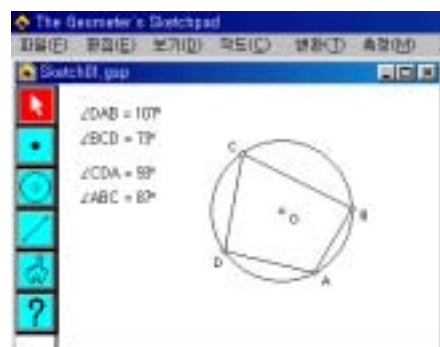 The Geometer's Sketchpad
파일(F) 편집(E) 보기(D) 작도(C) 변환(T) 측정(M)
Sketch01.gsp
∠DAB = 107°
∠BCD = 73°
∠CDA = 93°
∠ABC = 87°
C
B
O
D
A
?